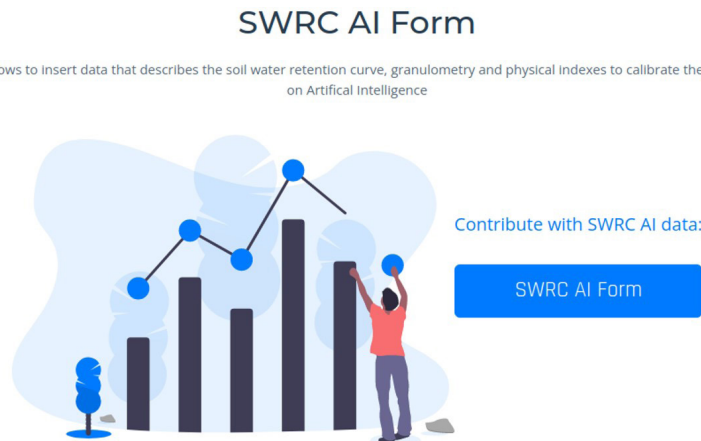 SWRC AI Form
ows to insert data that describes the soil water retention curve, granulometry and physical indexes to calibrate the
on Artifical Intelligence
Contribute with SWRC AI data:
SWRC AI Form